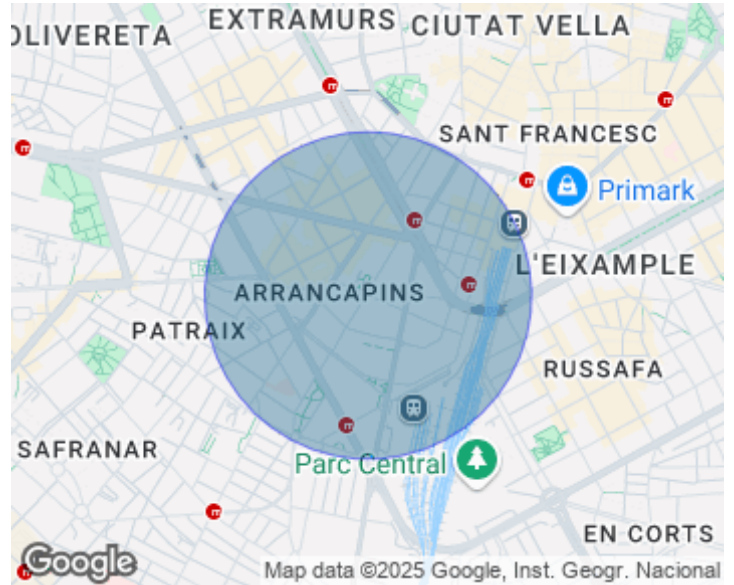 OLIVERETA
EXTRAMURS
CIUTAT VELLA
SANT FRANCESC
Primark
L'EIXAMPLE
ARRANCAPINS
PATRAIX
RUSSAFA
SAFRANAR
Parc Central
EN CORTS
Google
Map data ©2025 Google, Inst. Geogr. Nacional